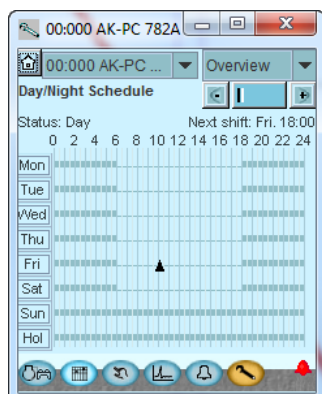 00:000 AK-PC 782A
00:000 AK-PC ... Overview
Day/Night Schedule
Status: Day Next shift: Fri. 18:00
0 2 4 6 8 10 12 14 16 18 20 22 24
Mon
Tue
Wed
Thu
Fri
Sat
Sun
Hol